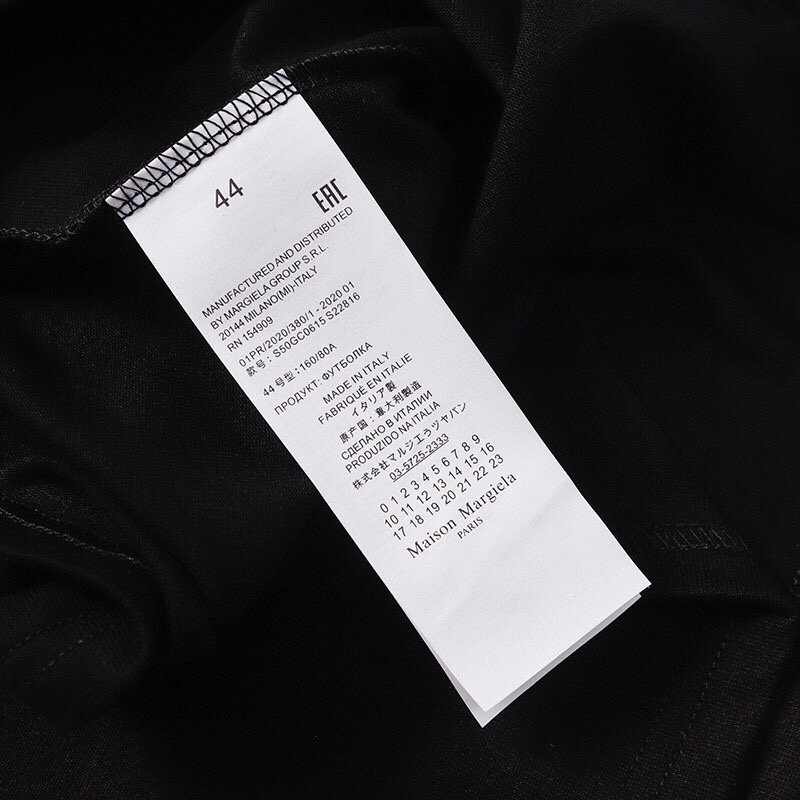 44
EAC
MANUFACTURED AND DISTRIBUTED
BY MARGIELA GROUP S.R.L.
20144 MILANO(MI)-ITALY
RN 154909
01PR/2020/380/1 - 2020 01
款号: S50GC0615 S22816
44 号型:160/80A
ПРОДУКТ: ФУТБОЛКА
MADE IN ITALY
FABRIQUÉ EN ITALIE
イタリア製
原产国:意大利製造
СДЕЛАНО В ИТАЛИИ
PRODUZIDO NA ITALIA
株式会社マルジエラツヤパン
03-5725-2333
0 1 2 3 4 5 6 7 8 9
10 11 12 13 14 15 16
17 18 19 20 21 22 23
Maison Margiela
PARIS